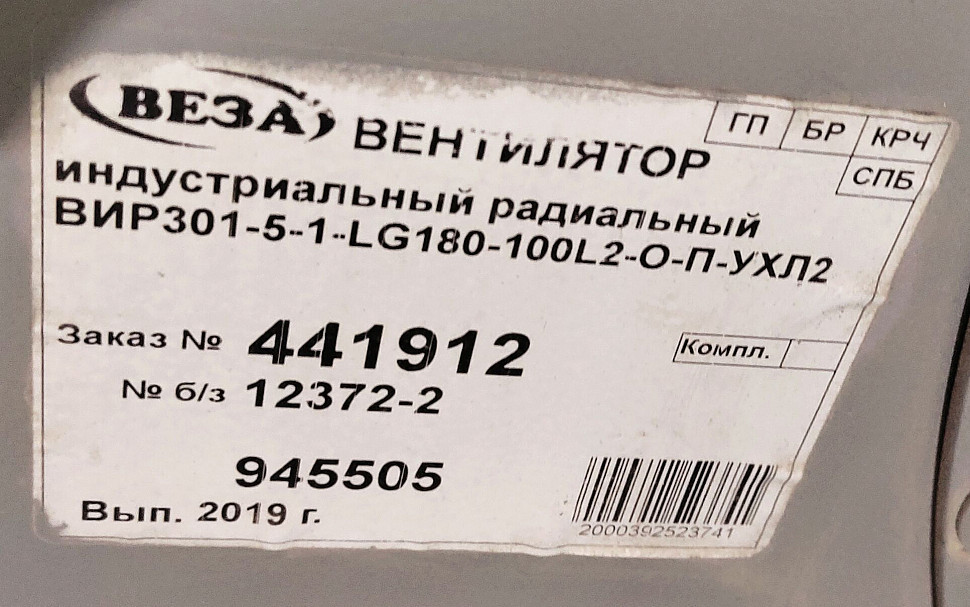 ВЕЗА ВЕНТИЛЯТОР ГП БР КРЧ
СПБ
индустриальный радиальный
ВИР301-5-1-LG180-100L2-О-П-УХЛ2
Заказ № 441912
Компл.
№ б/з 12372-2
945505
Вып. 2019 г.
2000392523741